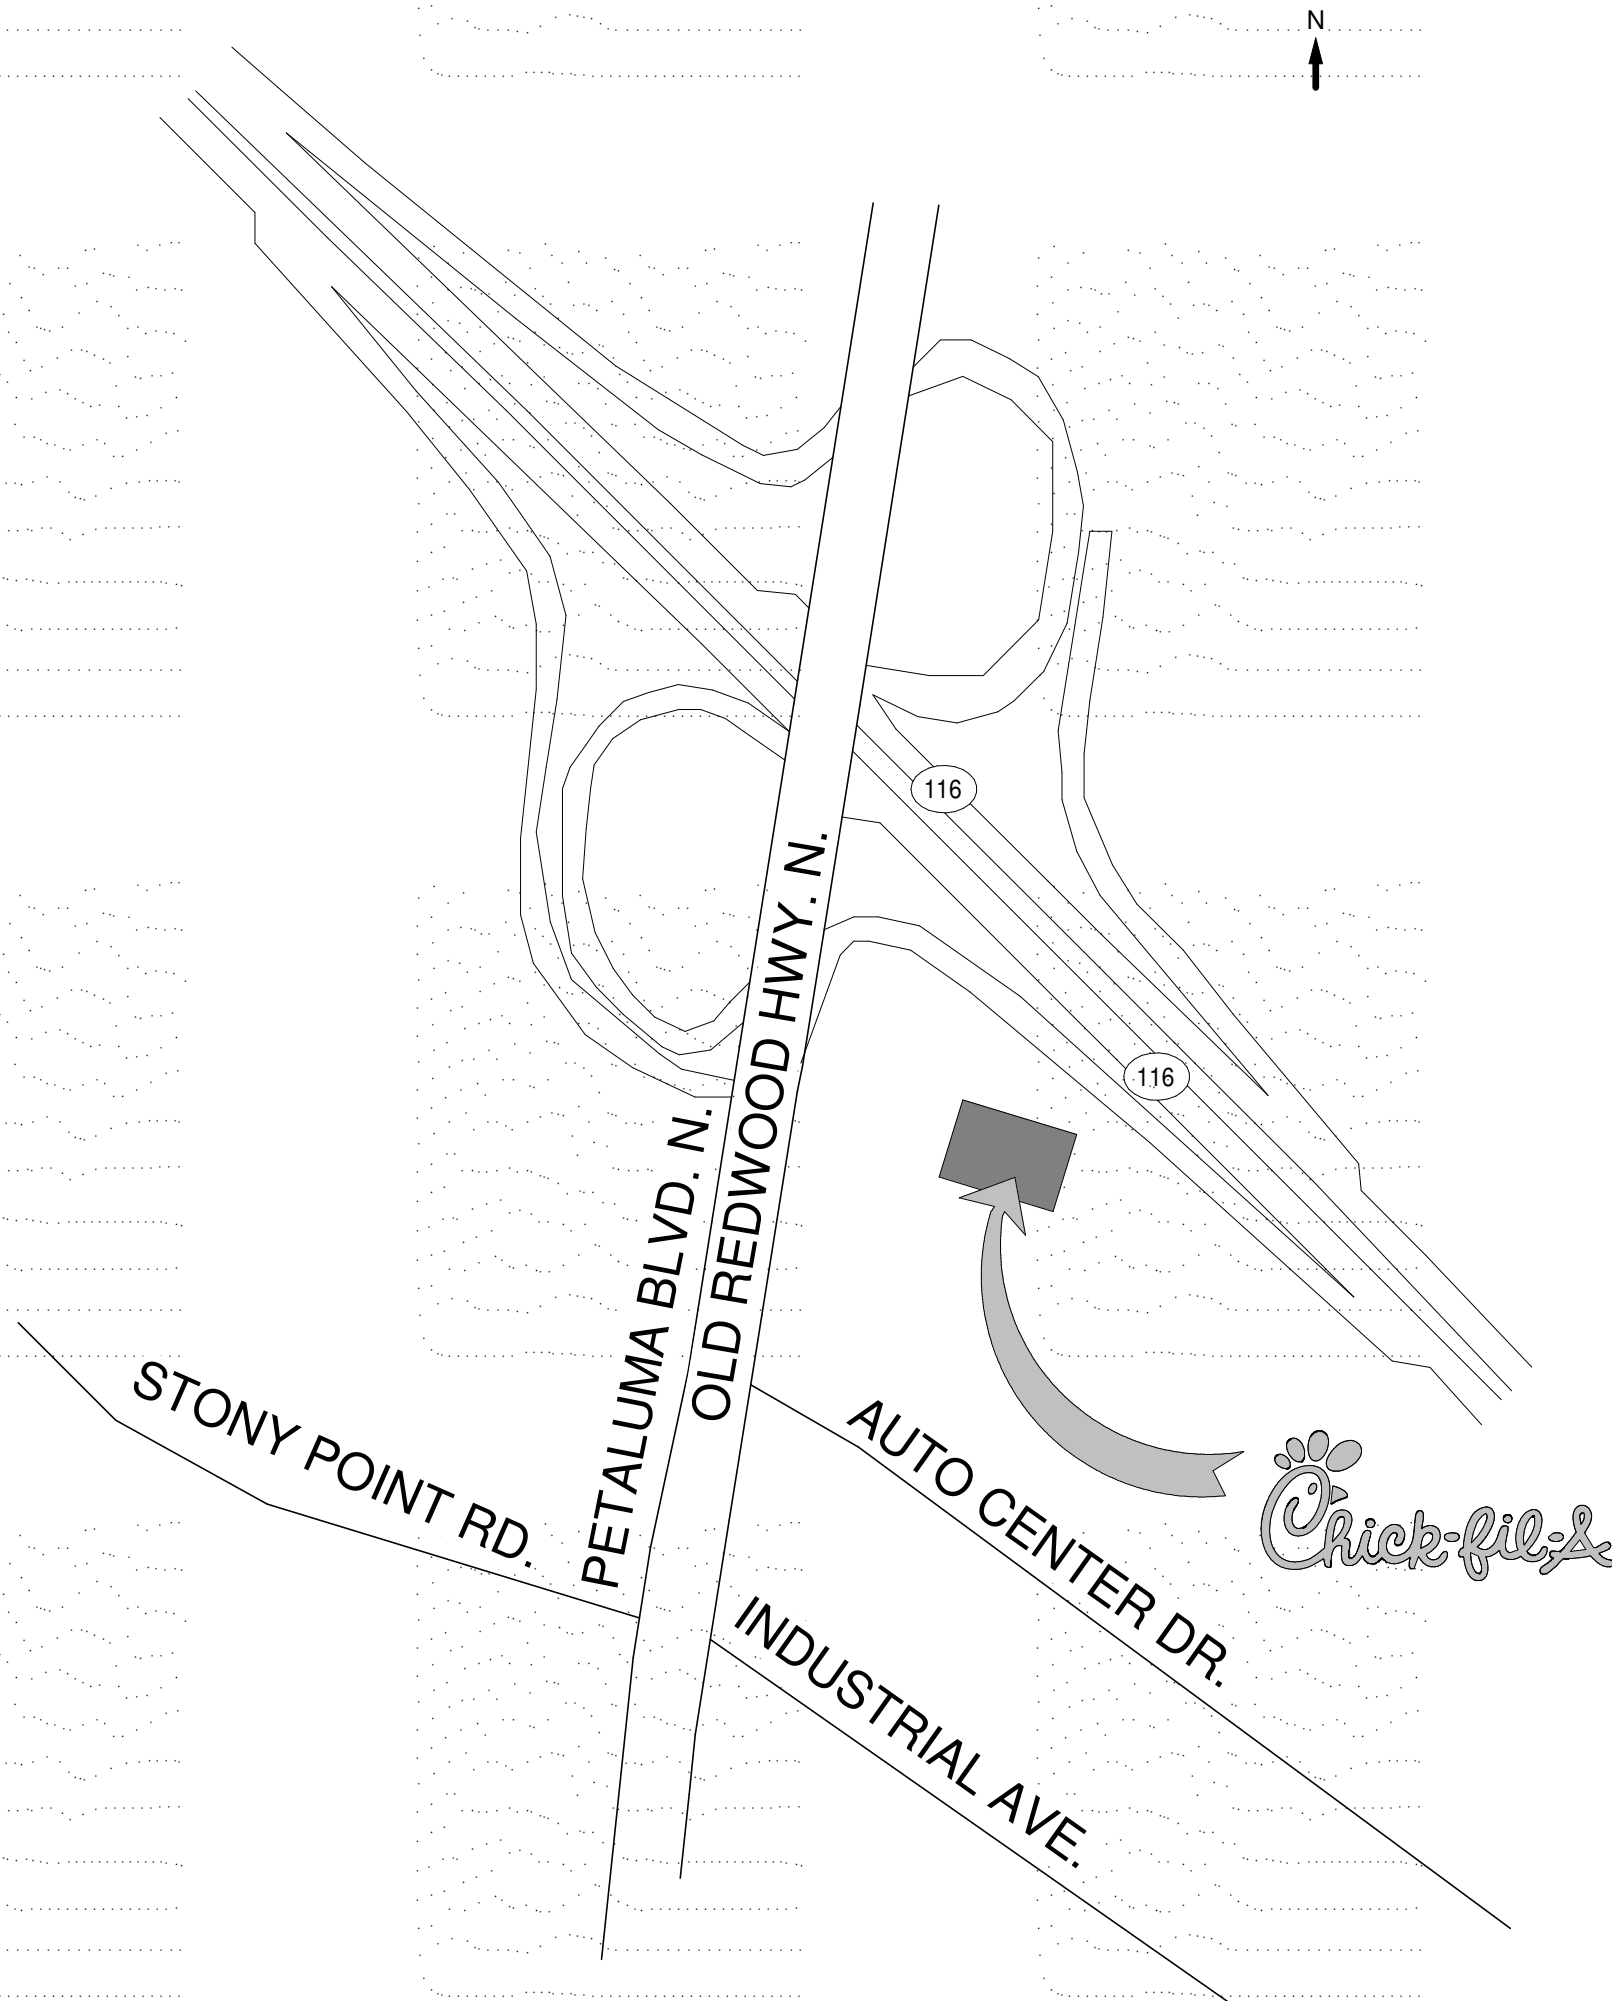 N
116
116
PETALUMA BLVD. N.
OLD REDWOOD HWY. N.
STONY POINT RD.
AUTO CENTER DR.
Chick-fil-A
INDUSTRIAL AVE.